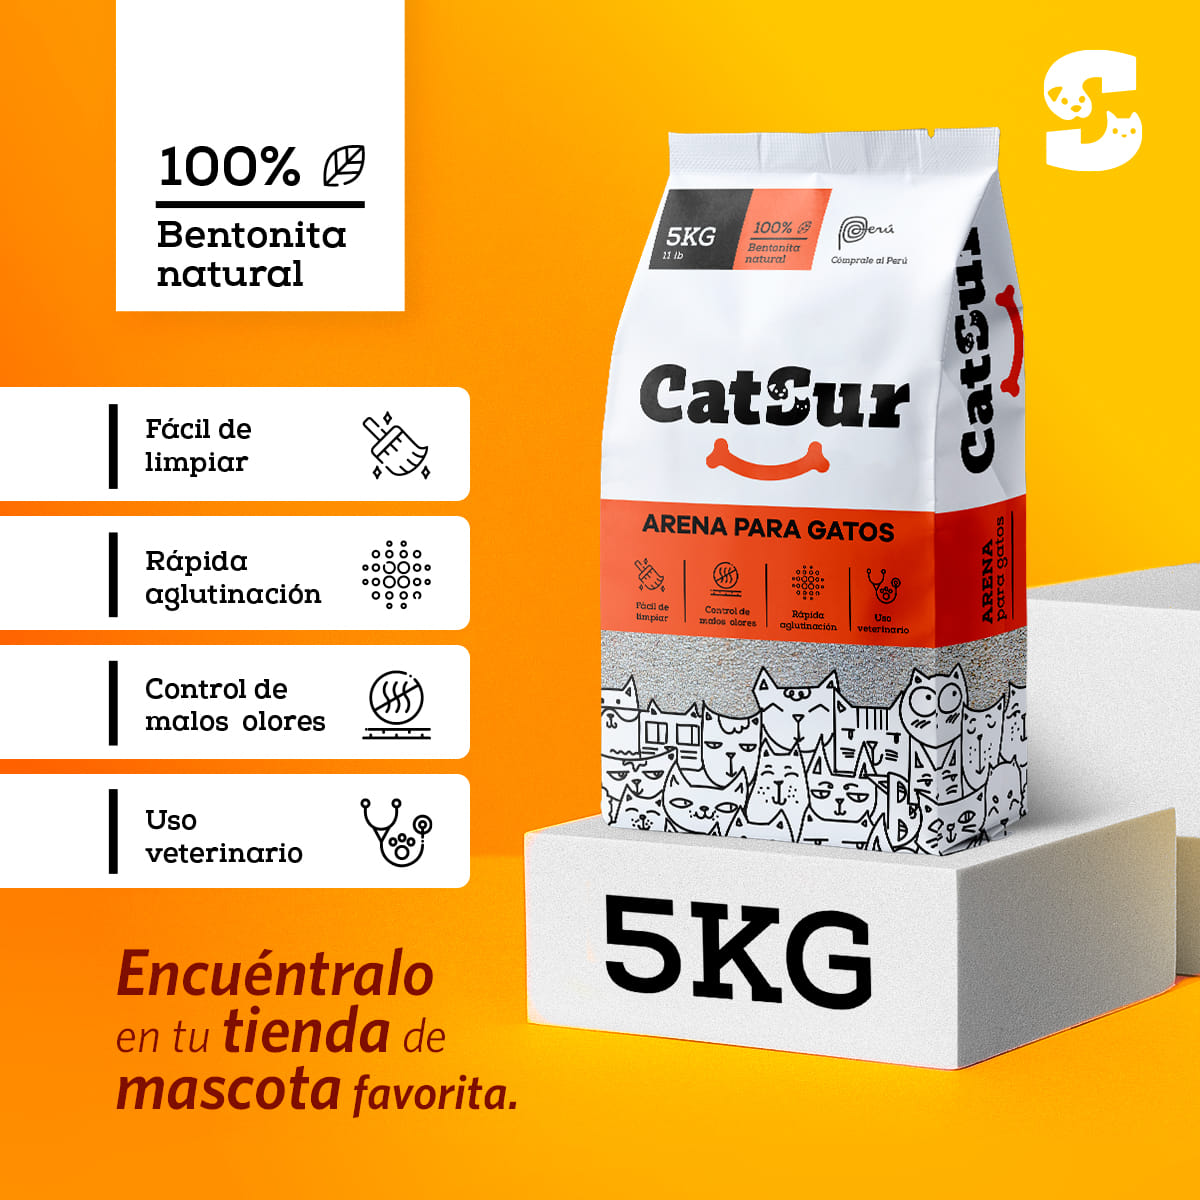 100%
Bentonita
natural
Fácil de
limpiar
Rápida
aglutinación
Control de
malos olores
Uso
veterinario
Encuéntralo
en tu tienda de
mascota favorita.
5KG
11 lb
100%
Bentonita
natural
Perú
Cómprale al Perú
CatSur
ARENA PARA GATOS
Fácil de
limpiar
Control de
malos olores
Rápida
aglutinación
Uso
veterinario
CatSur
ARENA
para gatos
5KG
S